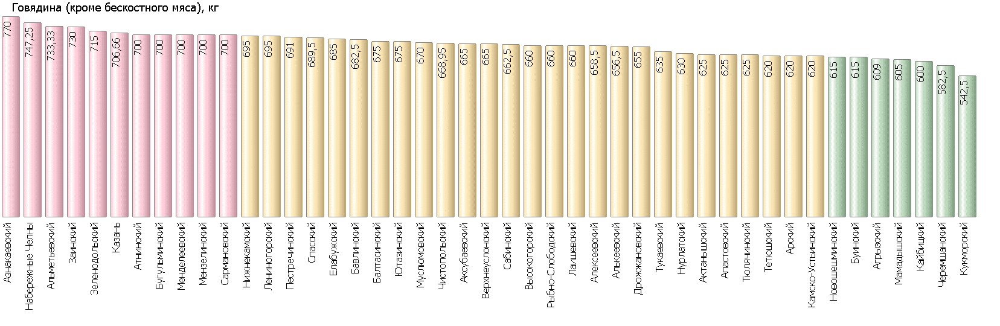 Говядина (кроме бескостного мяса), кг
770
747,25
733,33
730
715
706,66
700
700
700
700
700
695
695
691
689,5
685
682,5
675
675
670
668,95
665
665
662,5
660
660
660
658,5
656,5
655
635
630
625
625
625
620
620
620
615
615
609
605
600
582,5
542,5
Азнакаевский
Набережные Челны
Альметьевский
Заинский
Зеленодольский
Казань
Атнинский
Бугульминский
Менделеевский
Мензелинский
Сармановский
Нижнекамский
Лениногорский
Пестречинский
Спасский
Елабужский
Бавлинский
Балтасинский
Ютазинский
Муслюмовский
Чистопольский
Аксубаевский
Верхнеуслонский
Сабинский
Высокогорский
Рыбно-Слободский
Лаишевский
Алексеевский
Алькеевский
Дрожжановский
Тукаевский
Нурлатский
Актанышский
Апастовский
Тюлячинский
Тетюшский
Арский
Камско-Устьинский
Новошешминский
Буинский
Агрызский
Мамадышский
Кайбицкий
Черемшанский
Кукморский